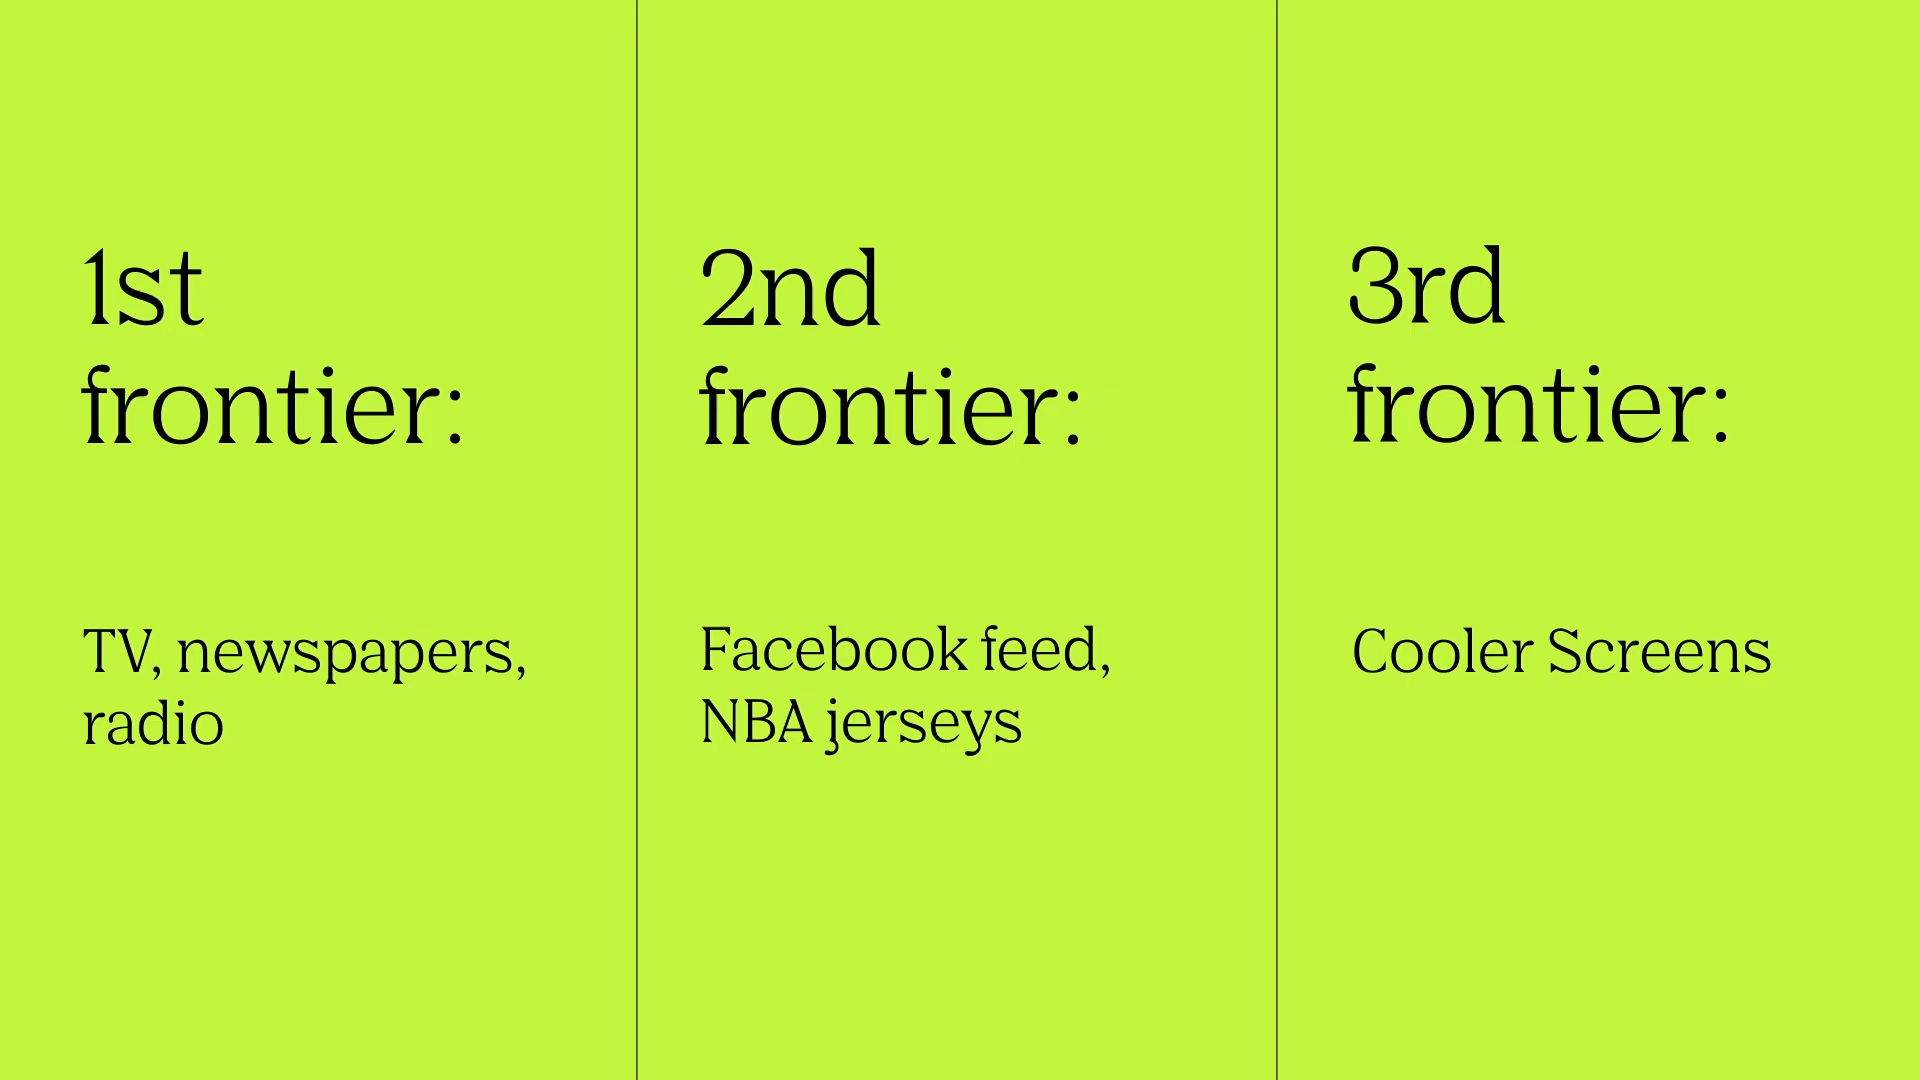 1st
frontier:
TV, newspapers,
radio
2nd
frontier:
Facebook feed,
NBA jerseys
3rd
frontier:
Cooler Screens